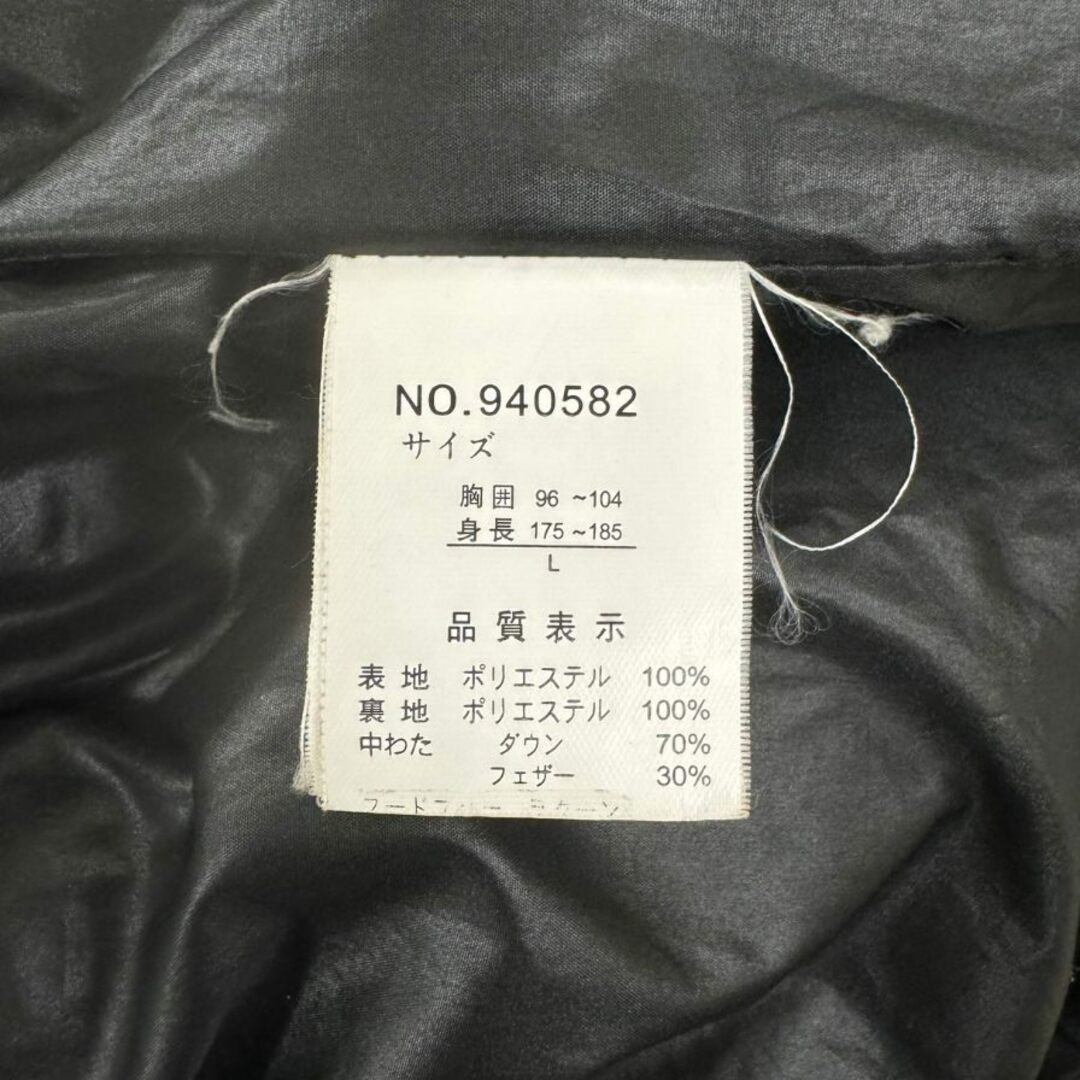 NO.940582
サイズ
胸囲 96 ~104
身長 175~185
L
品質表示
表地 ポリエステル 100%
裏地 ポリエステル 100%
中わた ダウン 70%
フェザー 30%